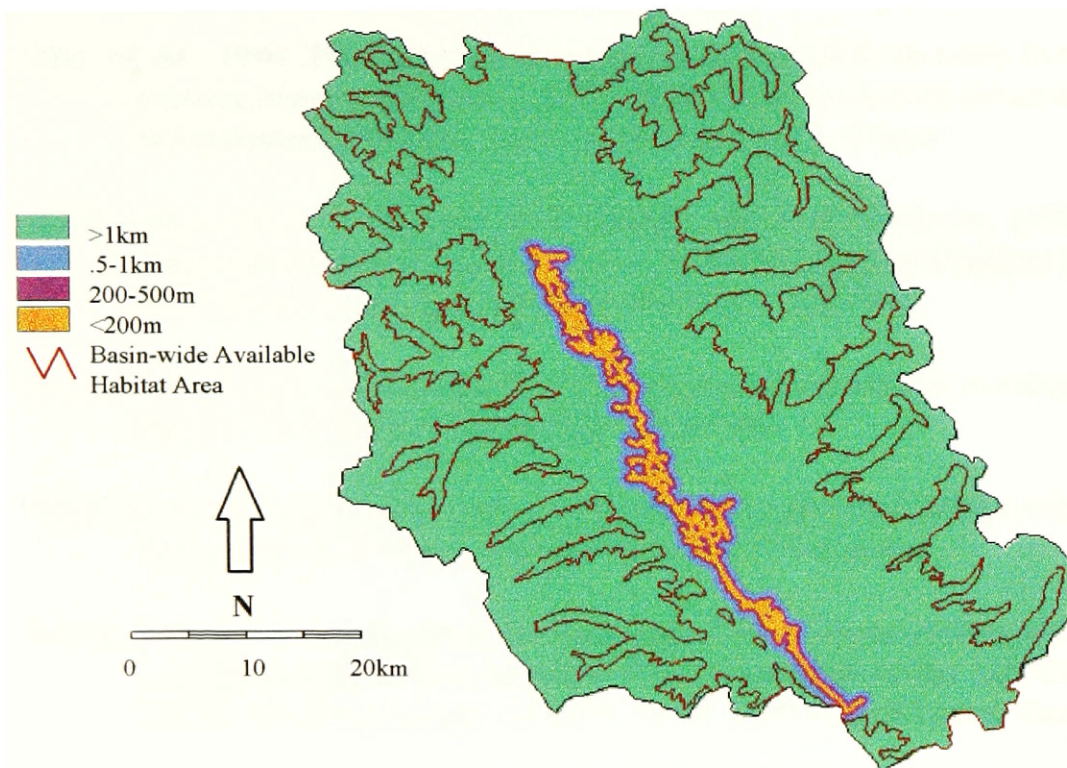 >1km
.5-1km
200-500m
<200m
Basin-wide Available
Habitat Area
N
0 10 20km